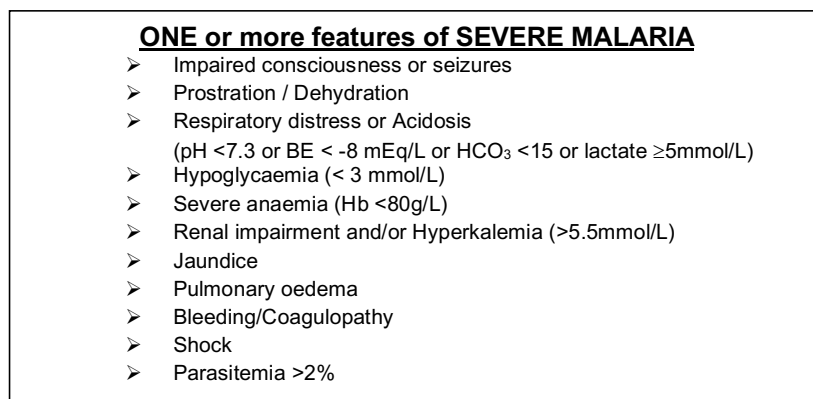 ONE or more features of SEVERE MALARIA
➢ Impaired consciousness or seizures
➢ Prostration / Dehydration
➢ Respiratory distress or Acidosis
(pH <7.3 or BE < -8 mEq/L or HCO₃ <15 or lactate ≥5mmol/L)
➢ Hypoglycaemia (< 3 mmol/L)
➢ Severe anaemia (Hb <80g/L)
➢ Renal impairment and/or Hyperkalemia (>5.5mmol/L)
➢ Jaundice
➢ Pulmonary oedema
➢ Bleeding/Coagulopathy
➢ Shock
➢ Parasitemia >2%